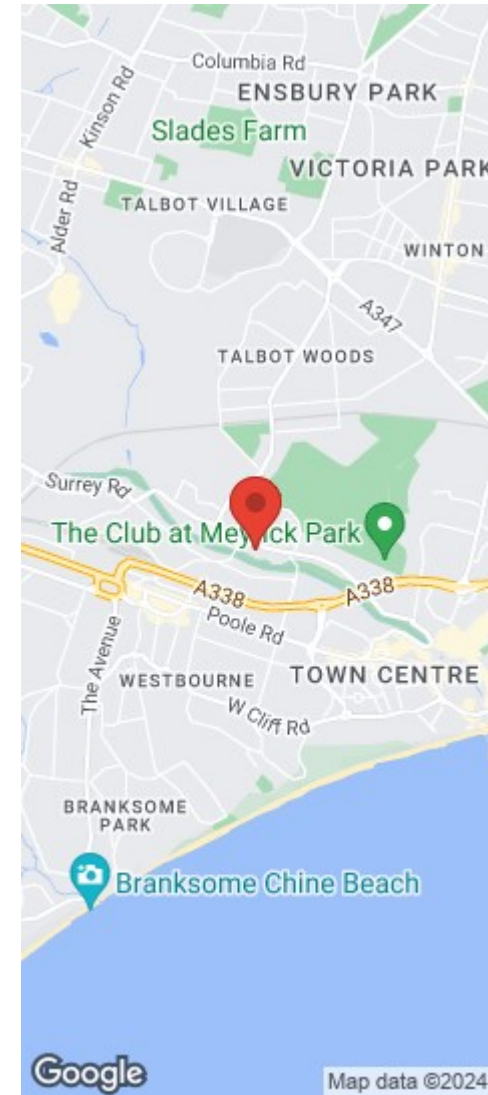 Columbia Rd
ENSBURY PARK
Kinson Rd
Slades Farm
VICTORIA PARK
Alder Rd
TALBOT VILLAGE
WINTON
A347
TALBOT WOODS
Surrey Rd
The Club at Meyrick Park
A338
A338
Poole Rd
The Avenue
WESTBOURNE
TOWN CENTRE
W Cliff Rd
BRANKSOME
PARK
Branksome Chine Beach
Google
Map data ©2024